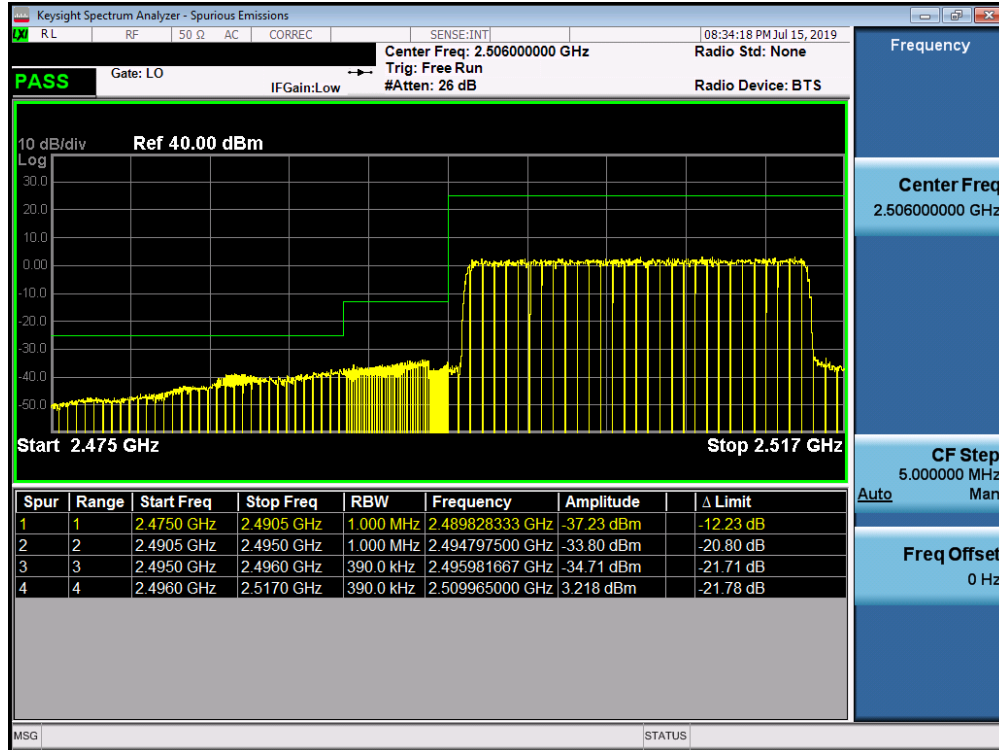 Keysight Spectrum Analyzer - Spurious Emissions
LXI RL RF 50 Ω AC CORREC SENSE:INT 08:34:18 PM Jul 15, 2019
Center Freq: 2.506000000 GHz Radio Std: None
Gate: LO Trig: Free Run
PASS IFGain:Low #Atten: 26 dB Radio Device: BTS
10 dB/div Ref 40.00 dBm
Log
30.0
20.0
10.0
0.00
-10.0
-20.0
-30.0
-40.0
-50.0
Start 2.475 GHz Stop 2.517 GHz
Spur Range Start Freq Stop Freq RBW Frequency Amplitude Δ Limit
1 1 2.4750 GHz 2.4905 GHz 1.000 MHz 2.489828333 GHz -37.23 dBm -12.23 dB
2 2 2.4905 GHz 2.4950 GHz 1.000 MHz 2.494797500 GHz -33.80 dBm -20.80 dB
3 3 2.4950 GHz 2.4960 GHz 390.0 kHz 2.495981667 GHz -34.71 dBm -21.71 dB
4 4 2.4960 GHz 2.5170 GHz 390.0 kHz 2.509965000 GHz 3.218 dBm -21.78 dB
Frequency
Center Freq
2.506000000 GHz
CF Step
5.000000 MHz
Auto Man
Freq Offset
0 Hz
MSG STATUS